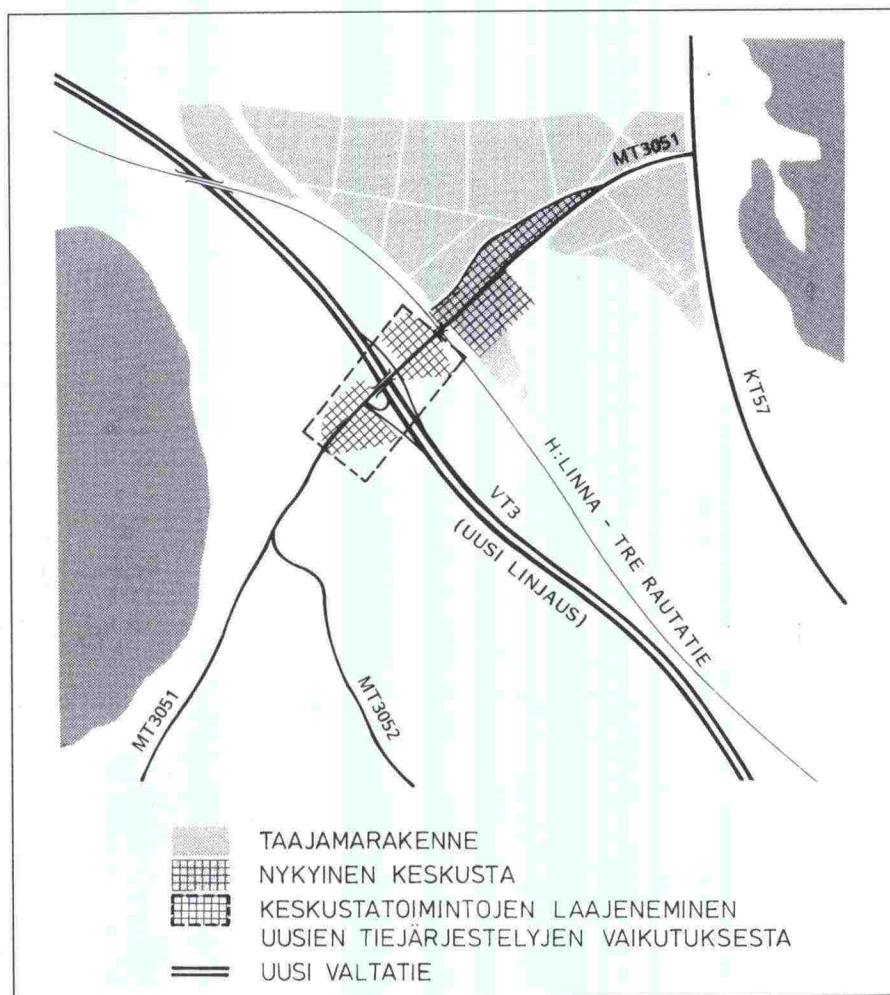 MT3051
KT57
H:LINNA - TRE RAUTATIE
VT3
(UUSI LINJAUS)
MT3051
MT3052
TAAJAMARAKENNE
NYKYINEN KESKUSTA
KESKUSTATOIMINTOJEN LAAJENEMINEN
UUSIEN TIEJÄRJESTELYJEN VAIKUTUKSESTA
UUSI VALTATIE